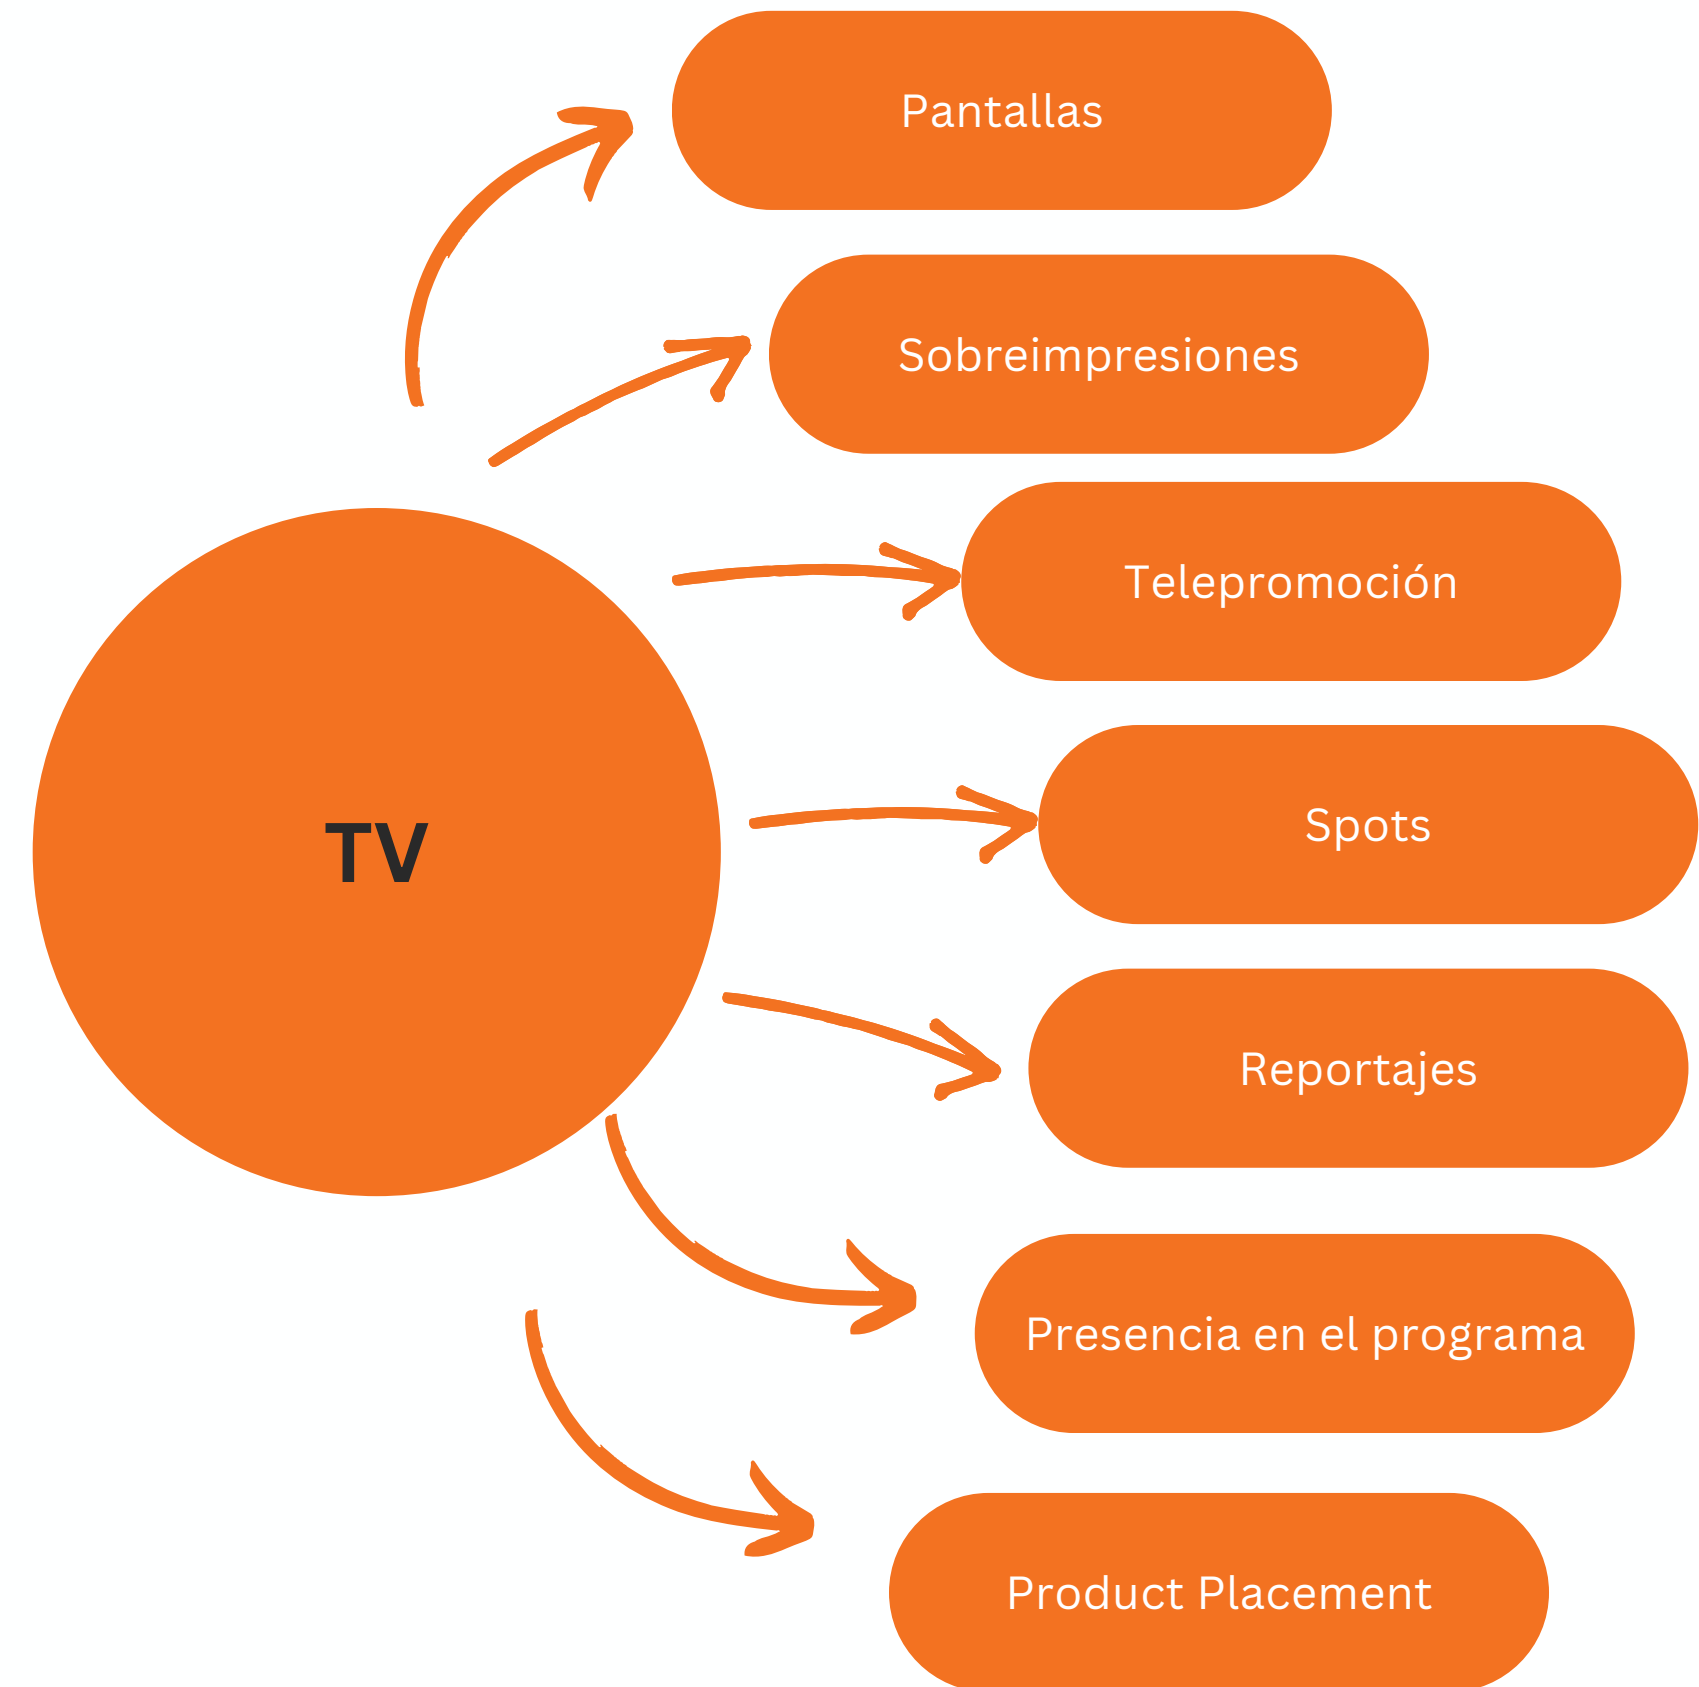 Pantallas
Sobreimpresiones
Telepromoción
TV
Spots
Reportajes
Presencia en el programa
Product Placement